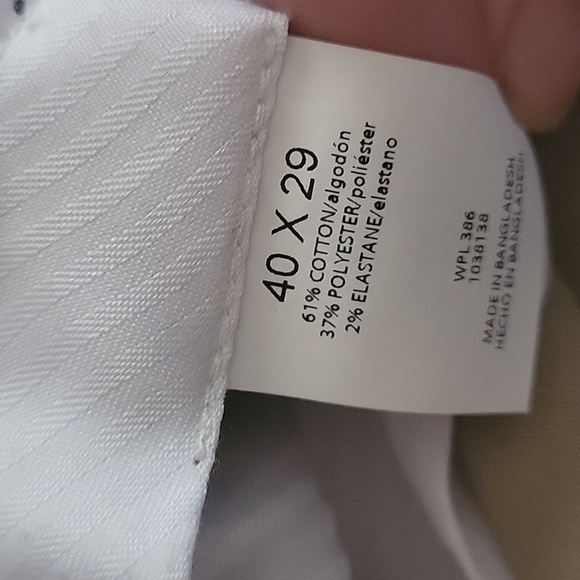 40 X 29
61% COTTON/algodón
37% POLYESTER/poliéster
2% ELASTANE/elastano
WPL 386
1038138
MADE IN BANGLADESH
HECHO EN BANGLADESH